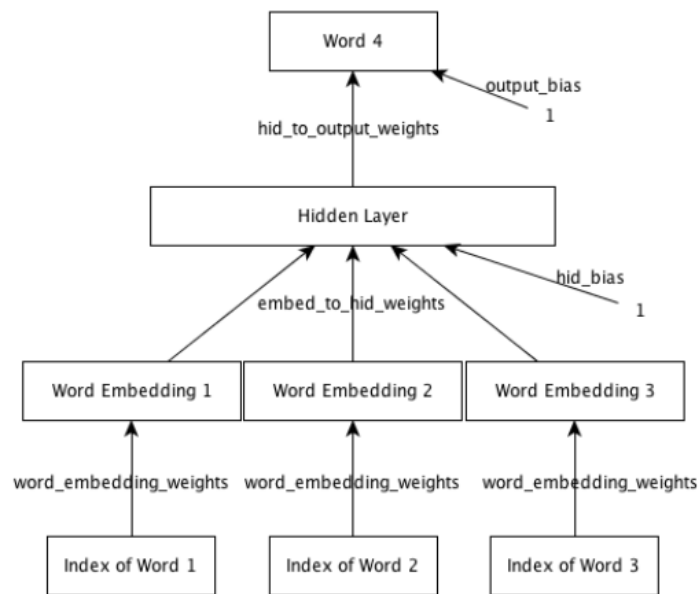 Word 4
output_bias
1
hid_to_output_weights
Hidden Layer
hid_bias
1
embed_to_hid_weights
Word Embedding 1
Word Embedding 2
Word Embedding 3
word_embedding_weights
word_embedding_weights
word_embedding_weights
Index of Word 1
Index of Word 2
Index of Word 3